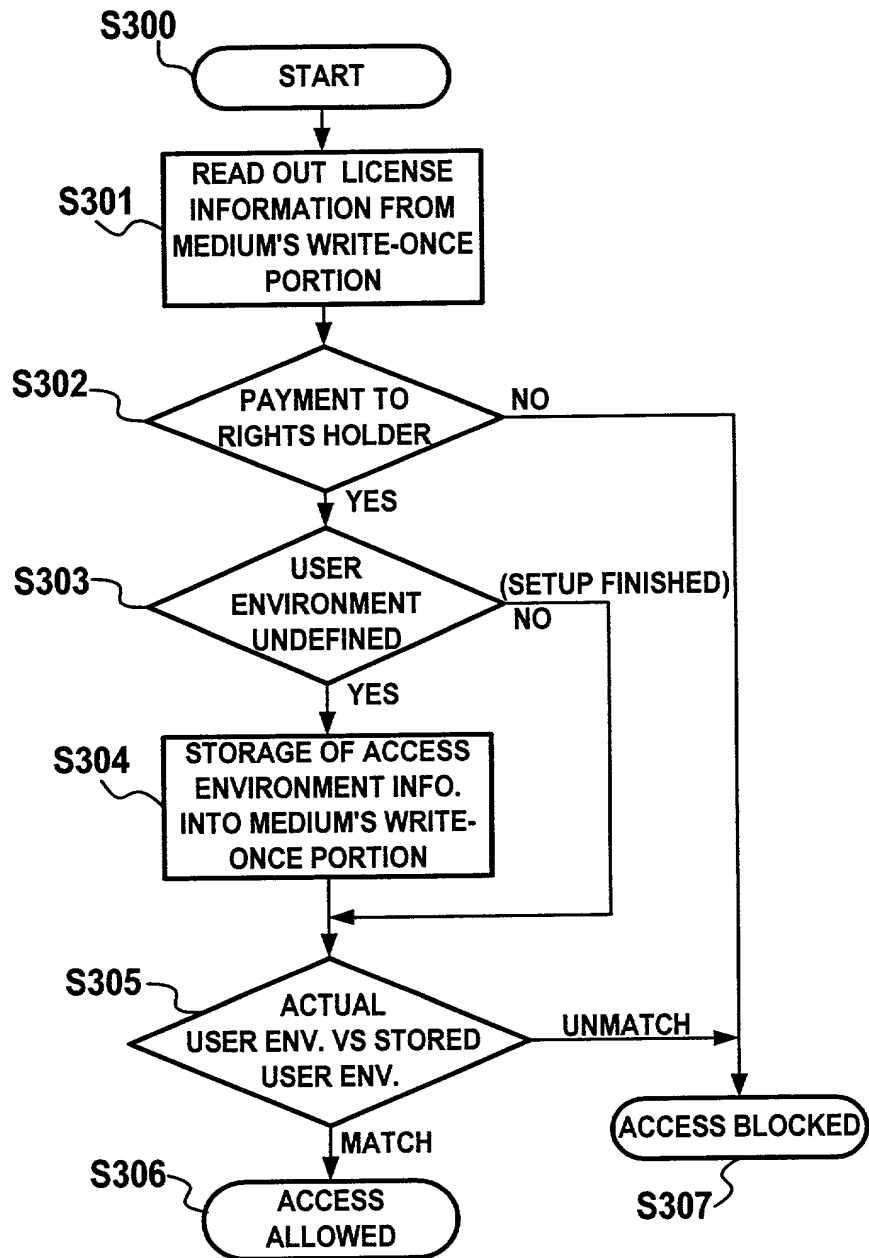 S300
START
S301
READ OUT LICENSE
INFORMATION FROM
MEDIUM'S WRITE-ONCE
PORTION
S302
PAYMENT TO
RIGHTS HOLDER
NO
YES
S303
USER
ENVIRONMENT
UNDEFINED
(SETUP FINISHED)
NO
YES
S304
STORAGE OF ACCESS
ENVIRONMENT INFO.
INTO MEDIUM'S WRITE-
ONCE PORTION
S305
ACTUAL
USER ENV. VS STORED
USER ENV.
UNMATCH
MATCH
ACCESS BLOCKED
S306
ACCESS
ALLOWED
S307